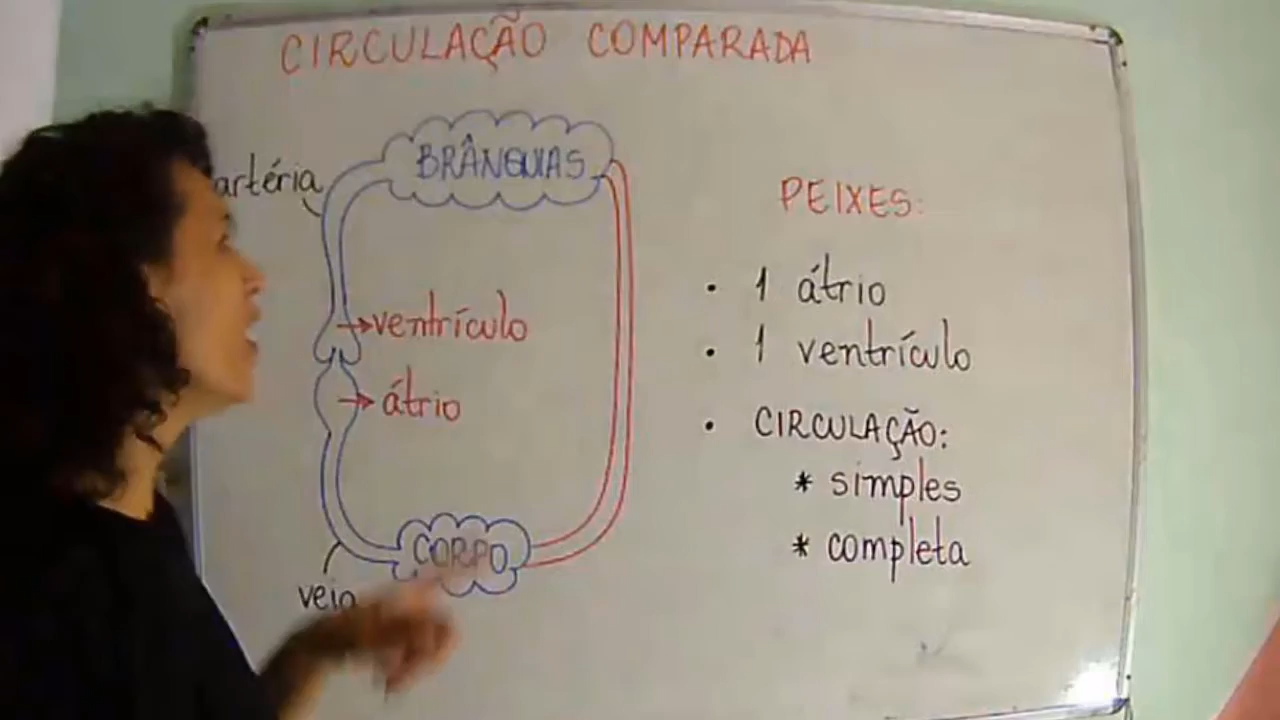 CIRCULAÇÃO COMPARADA
artéria
BRÂNQUIAS
ventrículo
átrio
CORPO
veia
PEIXES:
• 1 átrio
• 1 ventrículo
• CIRCULAÇÃO:
* simples
* completa